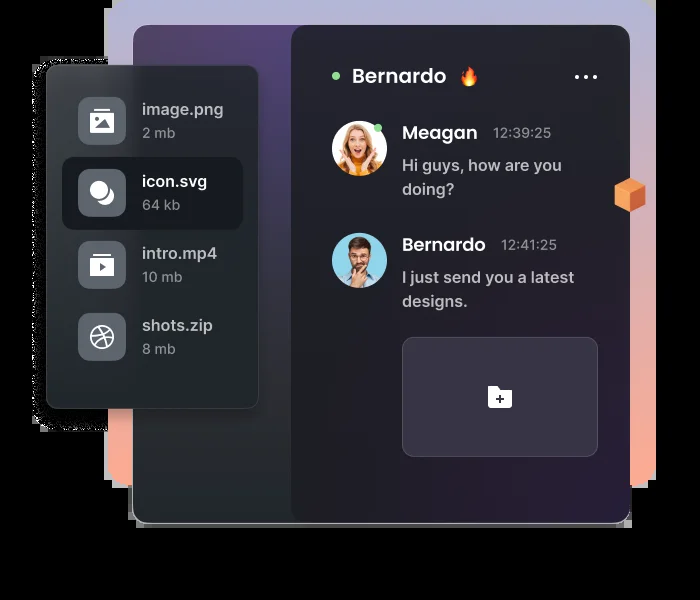 image.png
2 mb
icon.svg
64 kb
intro.mp4
10 mb
shots.zip
8 mb
Bernardo 🔥
Meagan 12:39:25
Hi guys, how are you
doing?
Bernardo 12:41:25
I just send you a latest
designs.